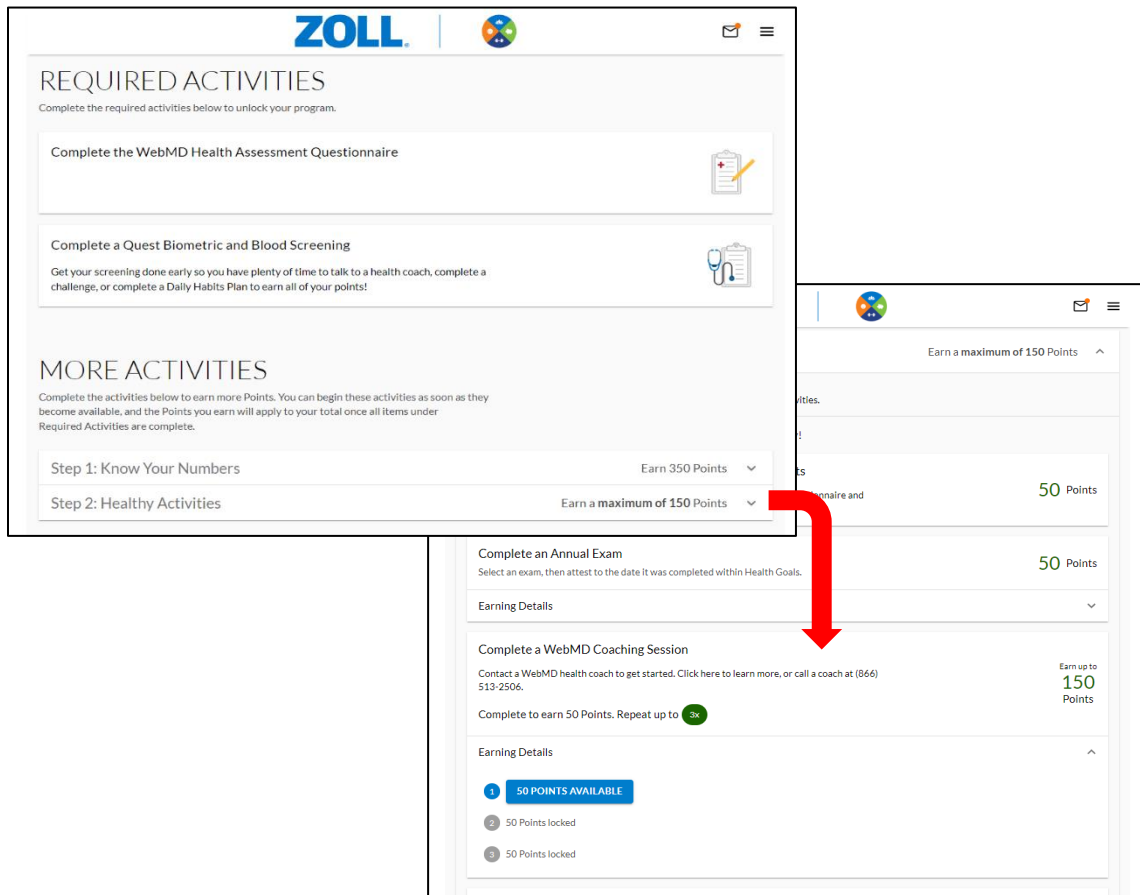 ZOLL.
REQUIRED ACTIVITIES
Complete the required activities below to unlock your program.
Complete the WebMD Health Assessment Questionnaire
Complete a Quest Biometric and Blood Screening
Get your screening done early so you have plenty of time to talk to a health coach, complete a
challenge, or complete a Daily Habits Plan to earn all of your points!
MORE ACTIVITIES
Complete the activities below to earn more Points. You can begin these activities as soon as they
become available, and the Points you earn will apply to your total once all items under
Required Activities are complete.
Step 1: Know Your Numbers Earn 350 Points
Step 2: Healthy Activities Earn a maximum of 150 Points
Earn a maximum of 150 Points
50 Points
and
Complete an Annual Exam
50 Points
Select an exam, then attest to the date it was completed within Health Goals.
Earning Details
Complete a WebMD Coaching Session
Contact a WebMD health coach to get started. Click here to learn more, or call a coach at (866)
513-2506.
Earn up to
150
Points
Complete to earn 50 Points. Repeat up to 3x
Earning Details
1 50 POINTS AVAILABLE
2 50 Points locked
3 50 Points locked